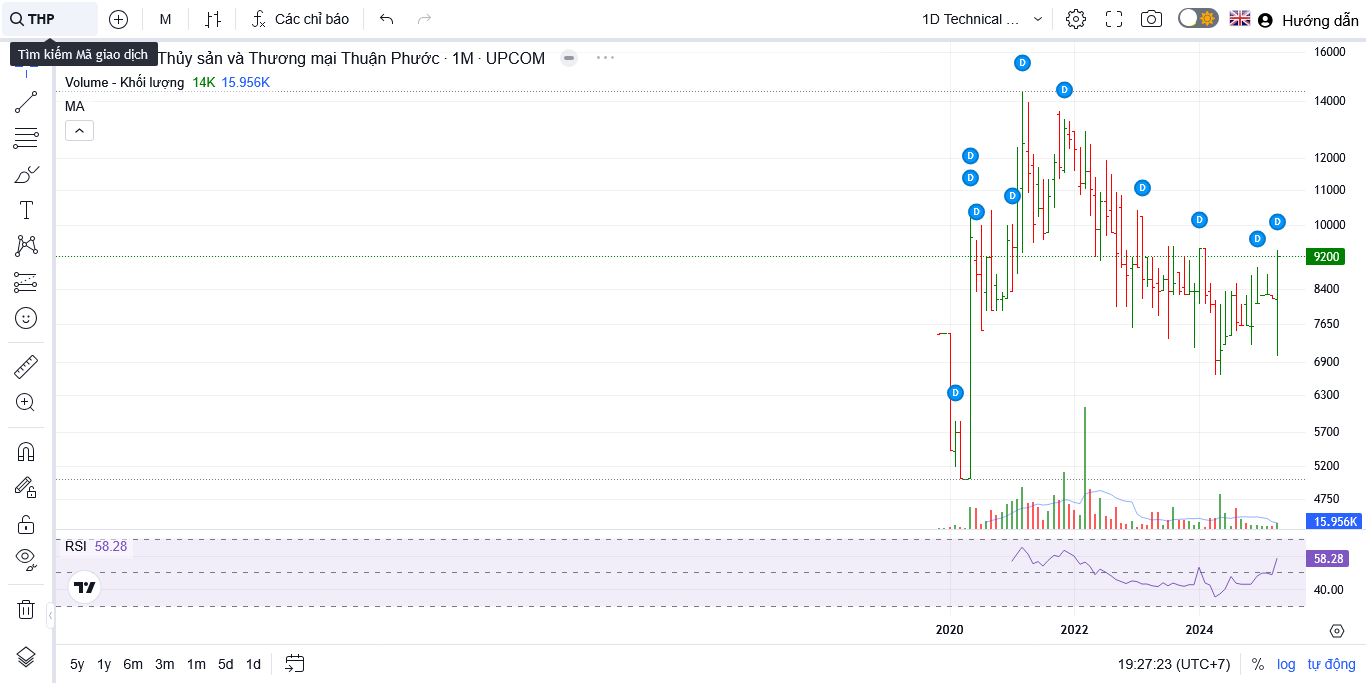 THP
M
Các chỉ báo
1D Technical ...
Hướng dẫn
Tìm kiếm Mã giao dịch
Thủy sản và Thương mại Thuận Phước · 1M · UPCOM
Volume - Khối lượng 14K 15.956K
MA
16000
14000
12000
11000
10000
9200
8400
7650
6900
6300
5700
5200
4750
15.956K
D
D
D
D
D
D
D
D
D
D
D
RSI 58.28
58.28
40.00
2020 2022 2024
5y 1y 6m 3m 1m 5d 1d
19:27:23 (UTC+7) % log tự động